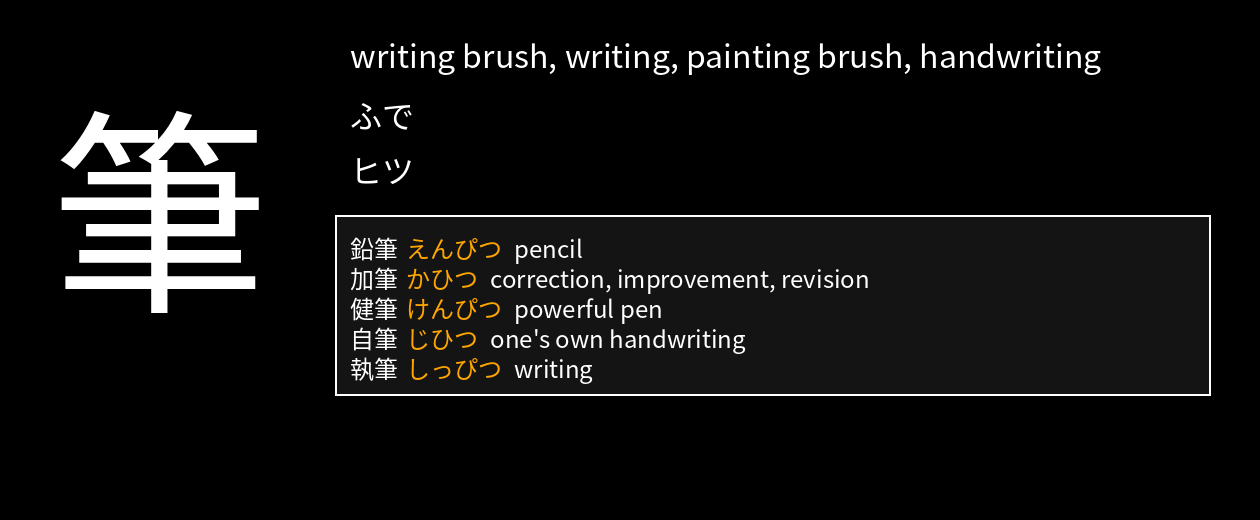 筆
writing brush, writing, painting brush, handwriting
ふで
ヒツ
鉛筆 えんぴつ pencil
加筆 かひつ correction, improvement, revision
健筆 けんぴつ powerful pen
自筆 じひつ one's own handwriting
執筆 しっぴつ writing